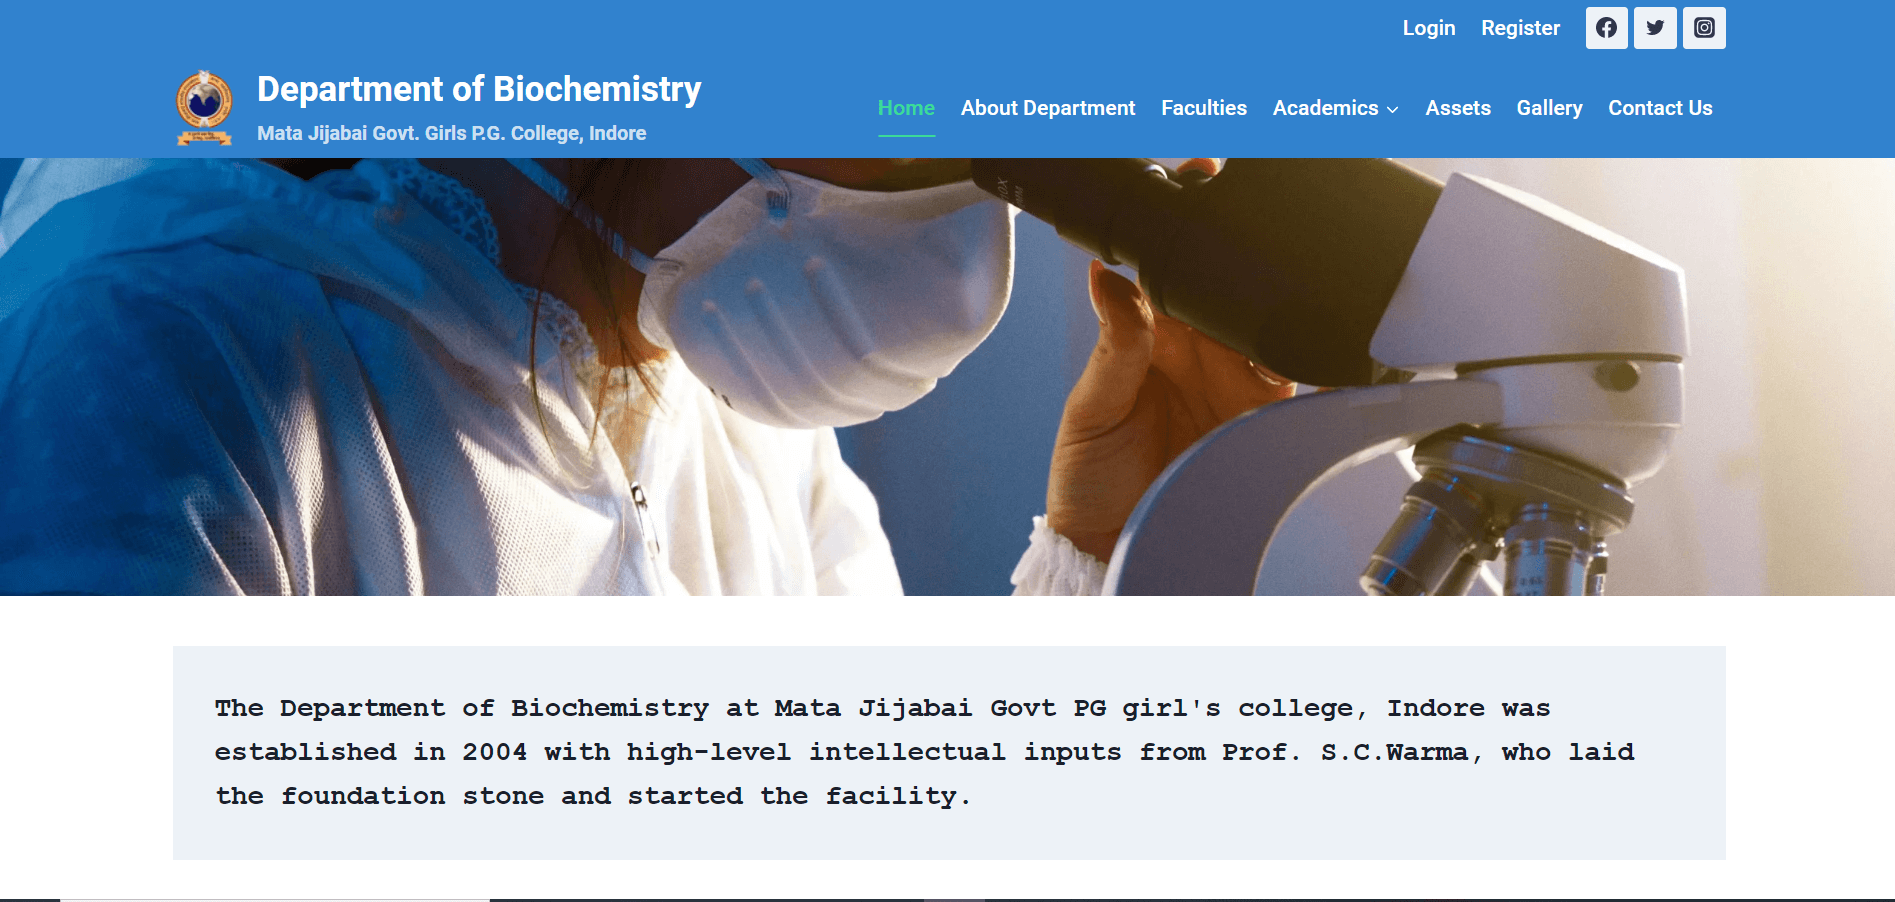 Login Register
Department of Biochemistry
Mata Jijabai Govt. Girls P.G. College, Indore
Home About Department Faculties Academics Assets Gallery Contact Us
The Department of Biochemistry at Mata Jijabai Govt PG girl's college, Indore was
established in 2004 with high-level intellectual inputs from Prof. S.C.Warma, who laid
the foundation stone and started the facility.